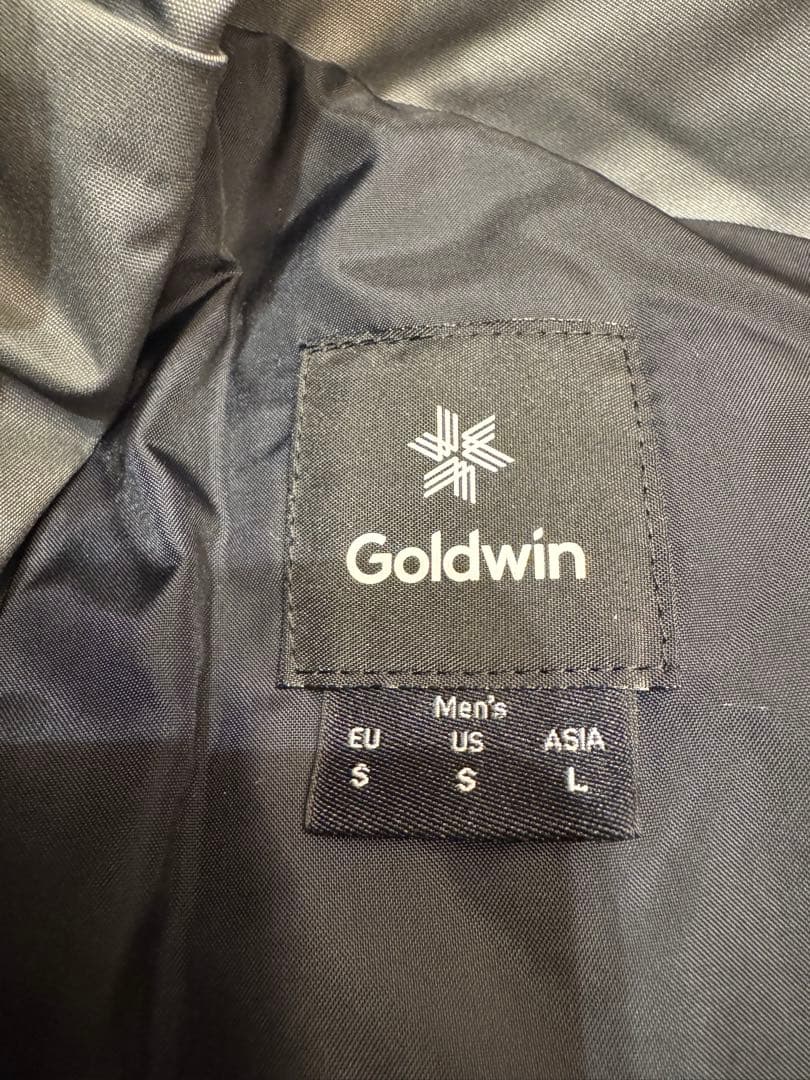 Goldwin
Men's
EU US ASIA
S S L